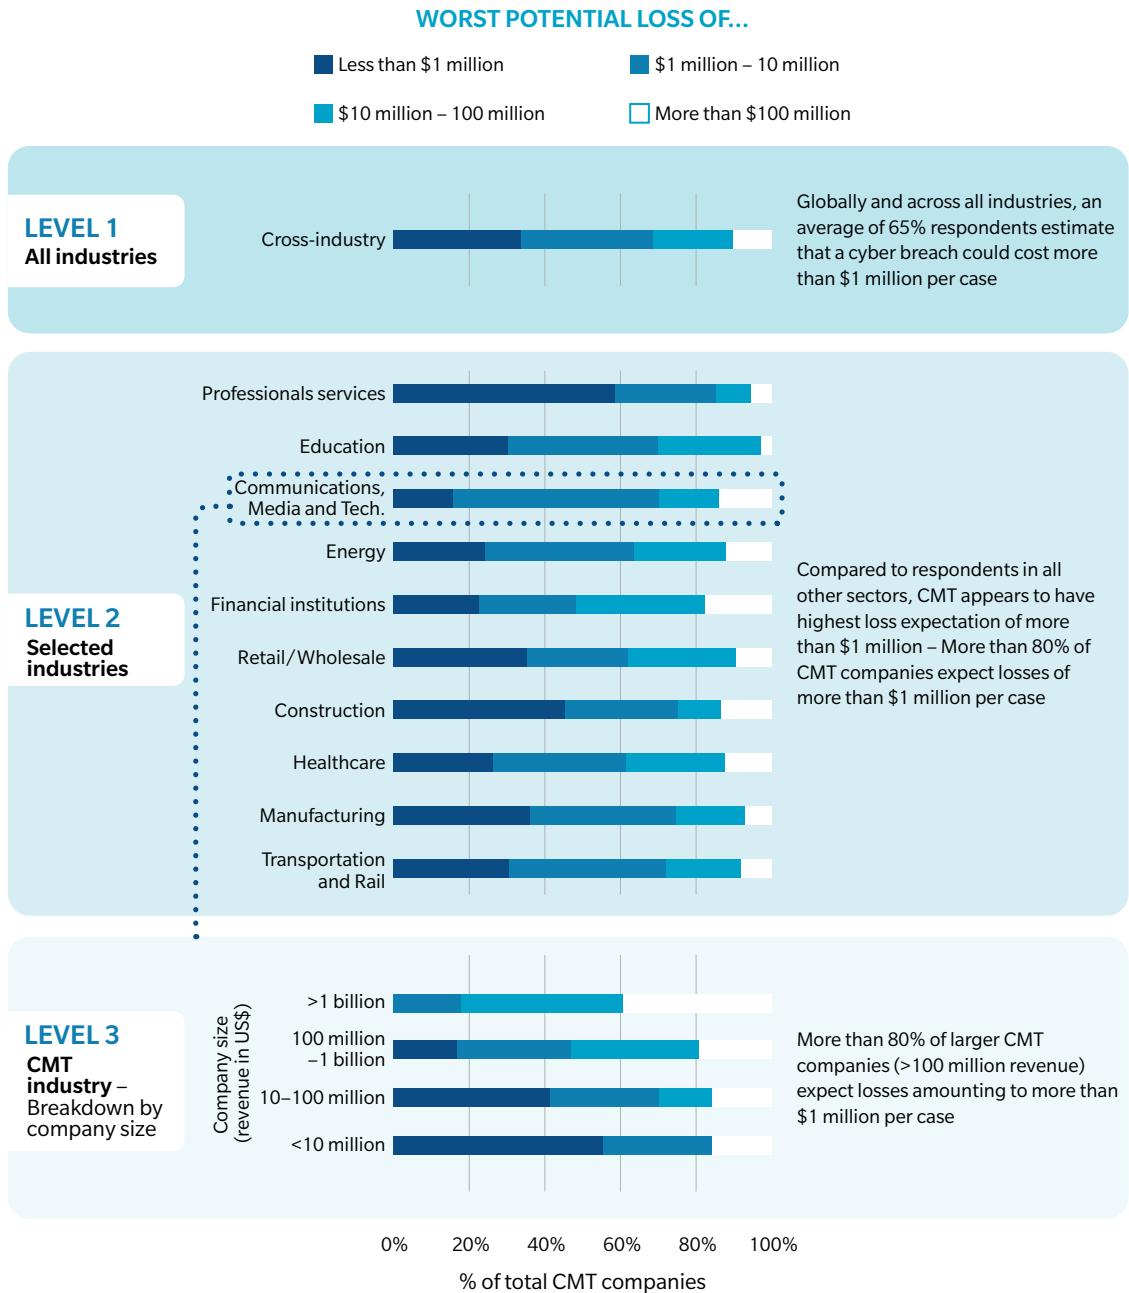 WORST POTENTIAL LOSS OF...
Less than $1 million
$1 million – 10 million
$10 million – 100 million
More than $100 million
LEVEL 1
All industries
Cross-industry
Globally and across all industries, an
average of 65% respondents estimate
that a cyber breach could cost more
than $1 million per case
LEVEL 2
Selected
industries
Professionals services
Education
Communications,
Media and Tech.
Energy
Financial institutions
Retail/Wholesale
Construction
Healthcare
Manufacturing
Transportation
and Rail
Compared to respondents in all
other sectors, CMT appears to have
highest loss expectation of more
than $1 million – More than 80% of
CMT companies expect losses of
more than $1 million per case
LEVEL 3
CMT
industry –
Breakdown by
company size
Company size
(revenue in US$)
>1 billion
100 million
–1 billion
10–100 million
<10 million
More than 80% of larger CMT
companies (>100 million revenue)
expect losses amounting to more than
$1 million per case
0%
20%
40%
60%
80%
100%
% of total CMT companies